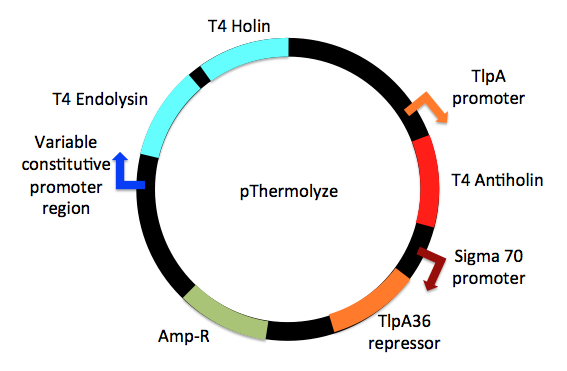 T4 Holin
TlpA
promoter
T4 Endolysin
Variable
constitutive
promoter
region
pThermolyze
T4 Antiholin
Sigma 70
promoter
TlpA36
repressor
Amp-R